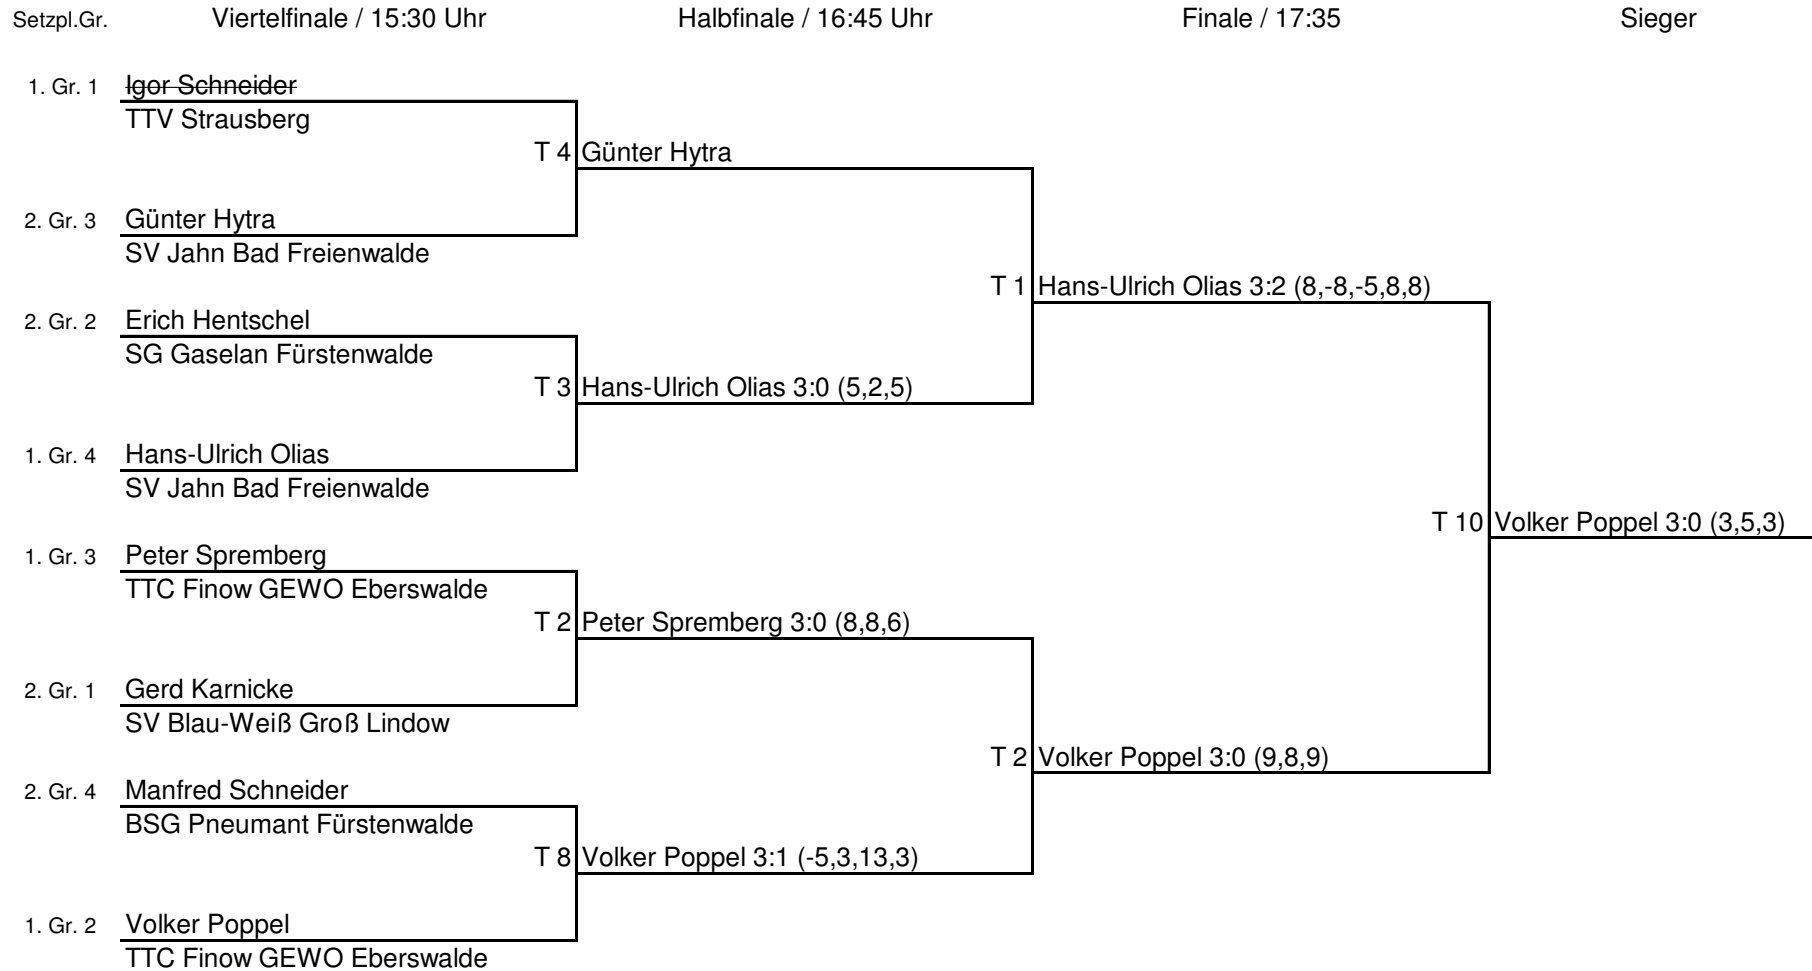 Setzpl.Gr. Viertelfinale / 15:30 Uhr Halbfinale / 16:45 Uhr Finale / 17:35 Sieger
1. Gr. 1 Igor Schneider
TTV Strausberg
T 4 Günter Hytra
2. Gr. 3 Günter Hytra
SV Jahn Bad Freienwalde
T 1 Hans-Ulrich Olias 3:2 (8,-8,-5,8,8)
2. Gr. 2 Erich Hentschel
SG Gaselan Fürstenwalde
T 3 Hans-Ulrich Olias 3:0 (5,2,5)
1. Gr. 4 Hans-Ulrich Olias
SV Jahn Bad Freienwalde
T 10 Volker Poppel 3:0 (3,5,3)
1. Gr. 3 Peter Spremberg
TTC Finow GEWO Eberswalde
T 2 Peter Spremberg 3:0 (8,8,6)
2. Gr. 1 Gerd Karnicke
SV Blau-Weiß Groß Lindow
T 2 Volker Poppel 3:0 (9,8,9)
2. Gr. 4 Manfred Schneider
BSG Pneumant Fürstenwalde
T 8 Volker Poppel 3:1 (-5,3,13,3)
1. Gr. 2 Volker Poppel
TTC Finow GEWO Eberswalde